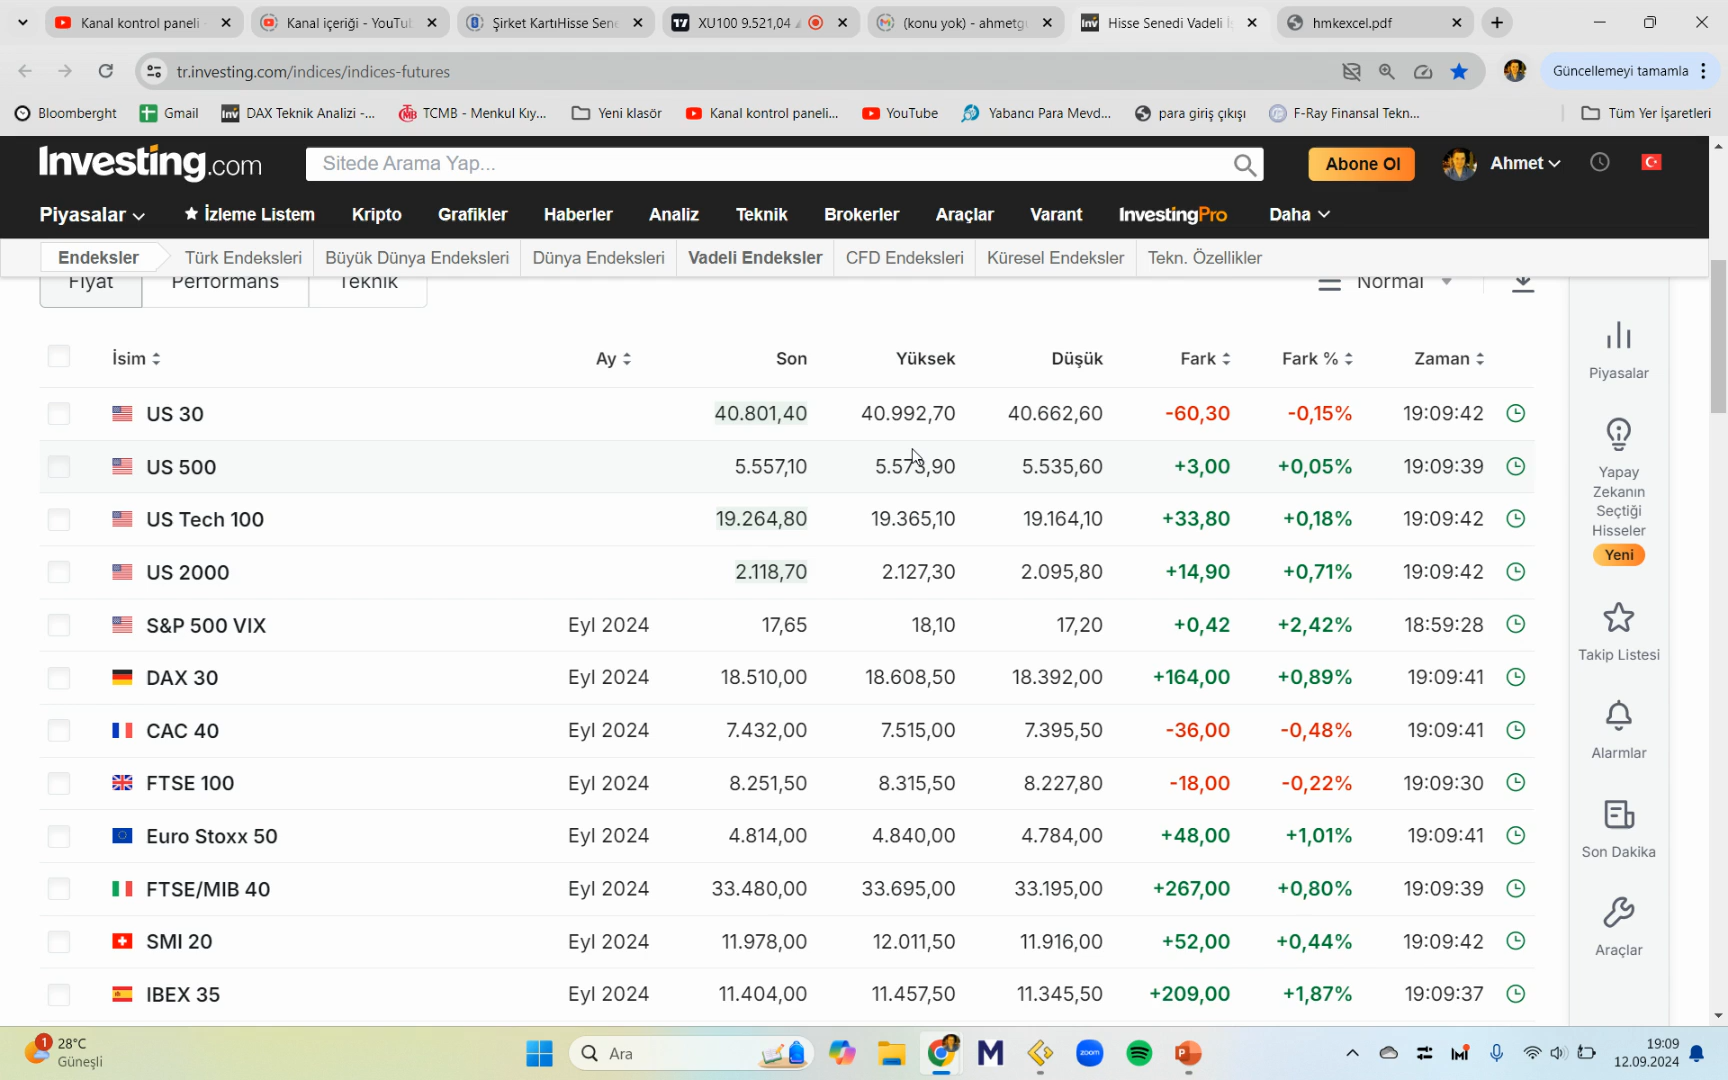 Kanal kontrol paneli
Kanal içeriği - YouTu
Şirket KartıHisse Sene
XU100 9.521,04
(konu yok) - ahmetg
Hisse Senedi Vadeli İ
hmkexcel.pdf
tr.investing.com/indices/indices-futures
Güncellemeyi tamamla
Bloomberght
Gmail
DAX Teknik Analizi -...
TCMB - Menkul Kıy...
Yeni klasör
Kanal kontrol paneli...
YouTube
Yabancı Para Mevd...
para giriş çıkışı
F-Ray Finansal Tekn...
Tüm Yer İşaretleri
Investing.com
Sitede Arama Yap...
Abone Ol
Ahmet
Piyasalar
İzleme Listem
Kripto
Grafikler
Haberler
Analiz
Teknik
Brokerler
Araçlar
Varant
InvestingPro
Daha
Endeksler
Türk Endeksleri
Büyük Dünya Endeksleri
Dünya Endeksleri
Vadeli Endeksler
CFD Endeksleri
Küresel Endeksler
Tekn. Özellikler
Fiyat
Performans
Teknik
Normal
İsim Ay Son Yüksek Düşük Fark Fark % Zaman
US 30 40.801,40 40.992,70 40.662,60 -60,30 -0,15% 19:09:42
US 500 5.557,10 5.573,90 5.535,60 +3,00 +0,05% 19:09:39
US Tech 100 19.264,80 19.365,10 19.164,10 +33,80 +0,18% 19:09:42
US 2000 2.118,70 2.127,30 2.095,80 +14,90 +0,71% 19:09:42
S&P 500 VIX Eyl 2024 17,65 18,10 17,20 +0,42 +2,42% 18:59:28
DAX 30 Eyl 2024 18.510,00 18.608,50 18.392,00 +164,00 +0,89% 19:09:41
CAC 40 Eyl 2024 7.432,00 7.515,00 7.395,50 -36,00 -0,48% 19:09:41
FTSE 100 Eyl 2024 8.251,50 8.315,50 8.227,80 -18,00 -0,22% 19:09:30
Euro Stoxx 50 Eyl 2024 4.814,00 4.840,00 4.784,00 +48,00 +1,01% 19:09:41
FTSE/MIB 40 Eyl 2024 33.480,00 33.695,00 33.195,00 +267,00 +0,80% 19:09:39
SMI 20 Eyl 2024 11.978,00 12.011,50 11.916,00 +52,00 +0,44% 19:09:42
IBEX 35 Eyl 2024 11.404,00 11.457,50 11.345,50 +209,00 +1,87% 19:09:37
Piyasalar
Yapay
Zekanın
Seçtiği
Hisseler
Yeni
Takip Listesi
Alarmlar
Son Dakika
Araçlar
1
28°C
Güneşli
Ara
zoom
19:09
12.09.2024